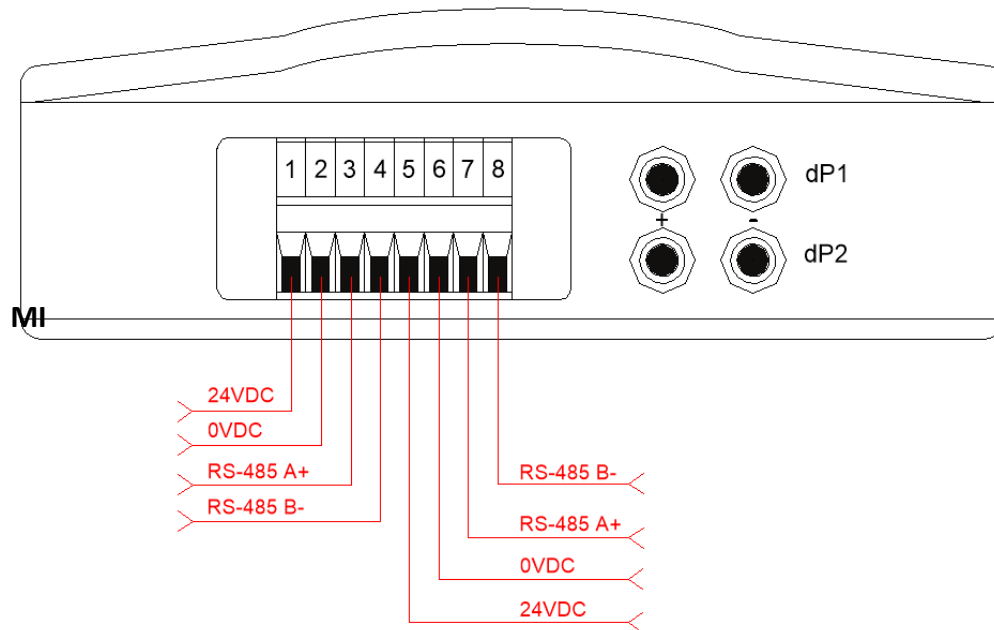 1 2 3 4 5 6 7 8
dP1
+ -
dP2
MI
24VDC
0VDC
RS-485 A+
RS-485 B-
RS-485 B-
RS-485 A+
0VDC
24VDC